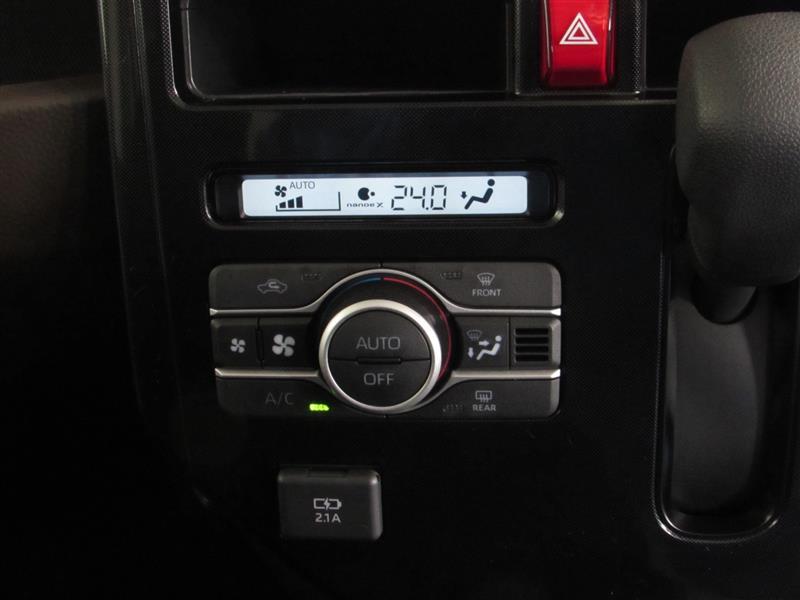 AUTO
nanoe X 24.0
FRONT
AUTO
OFF
A/C
REAR
2.1A